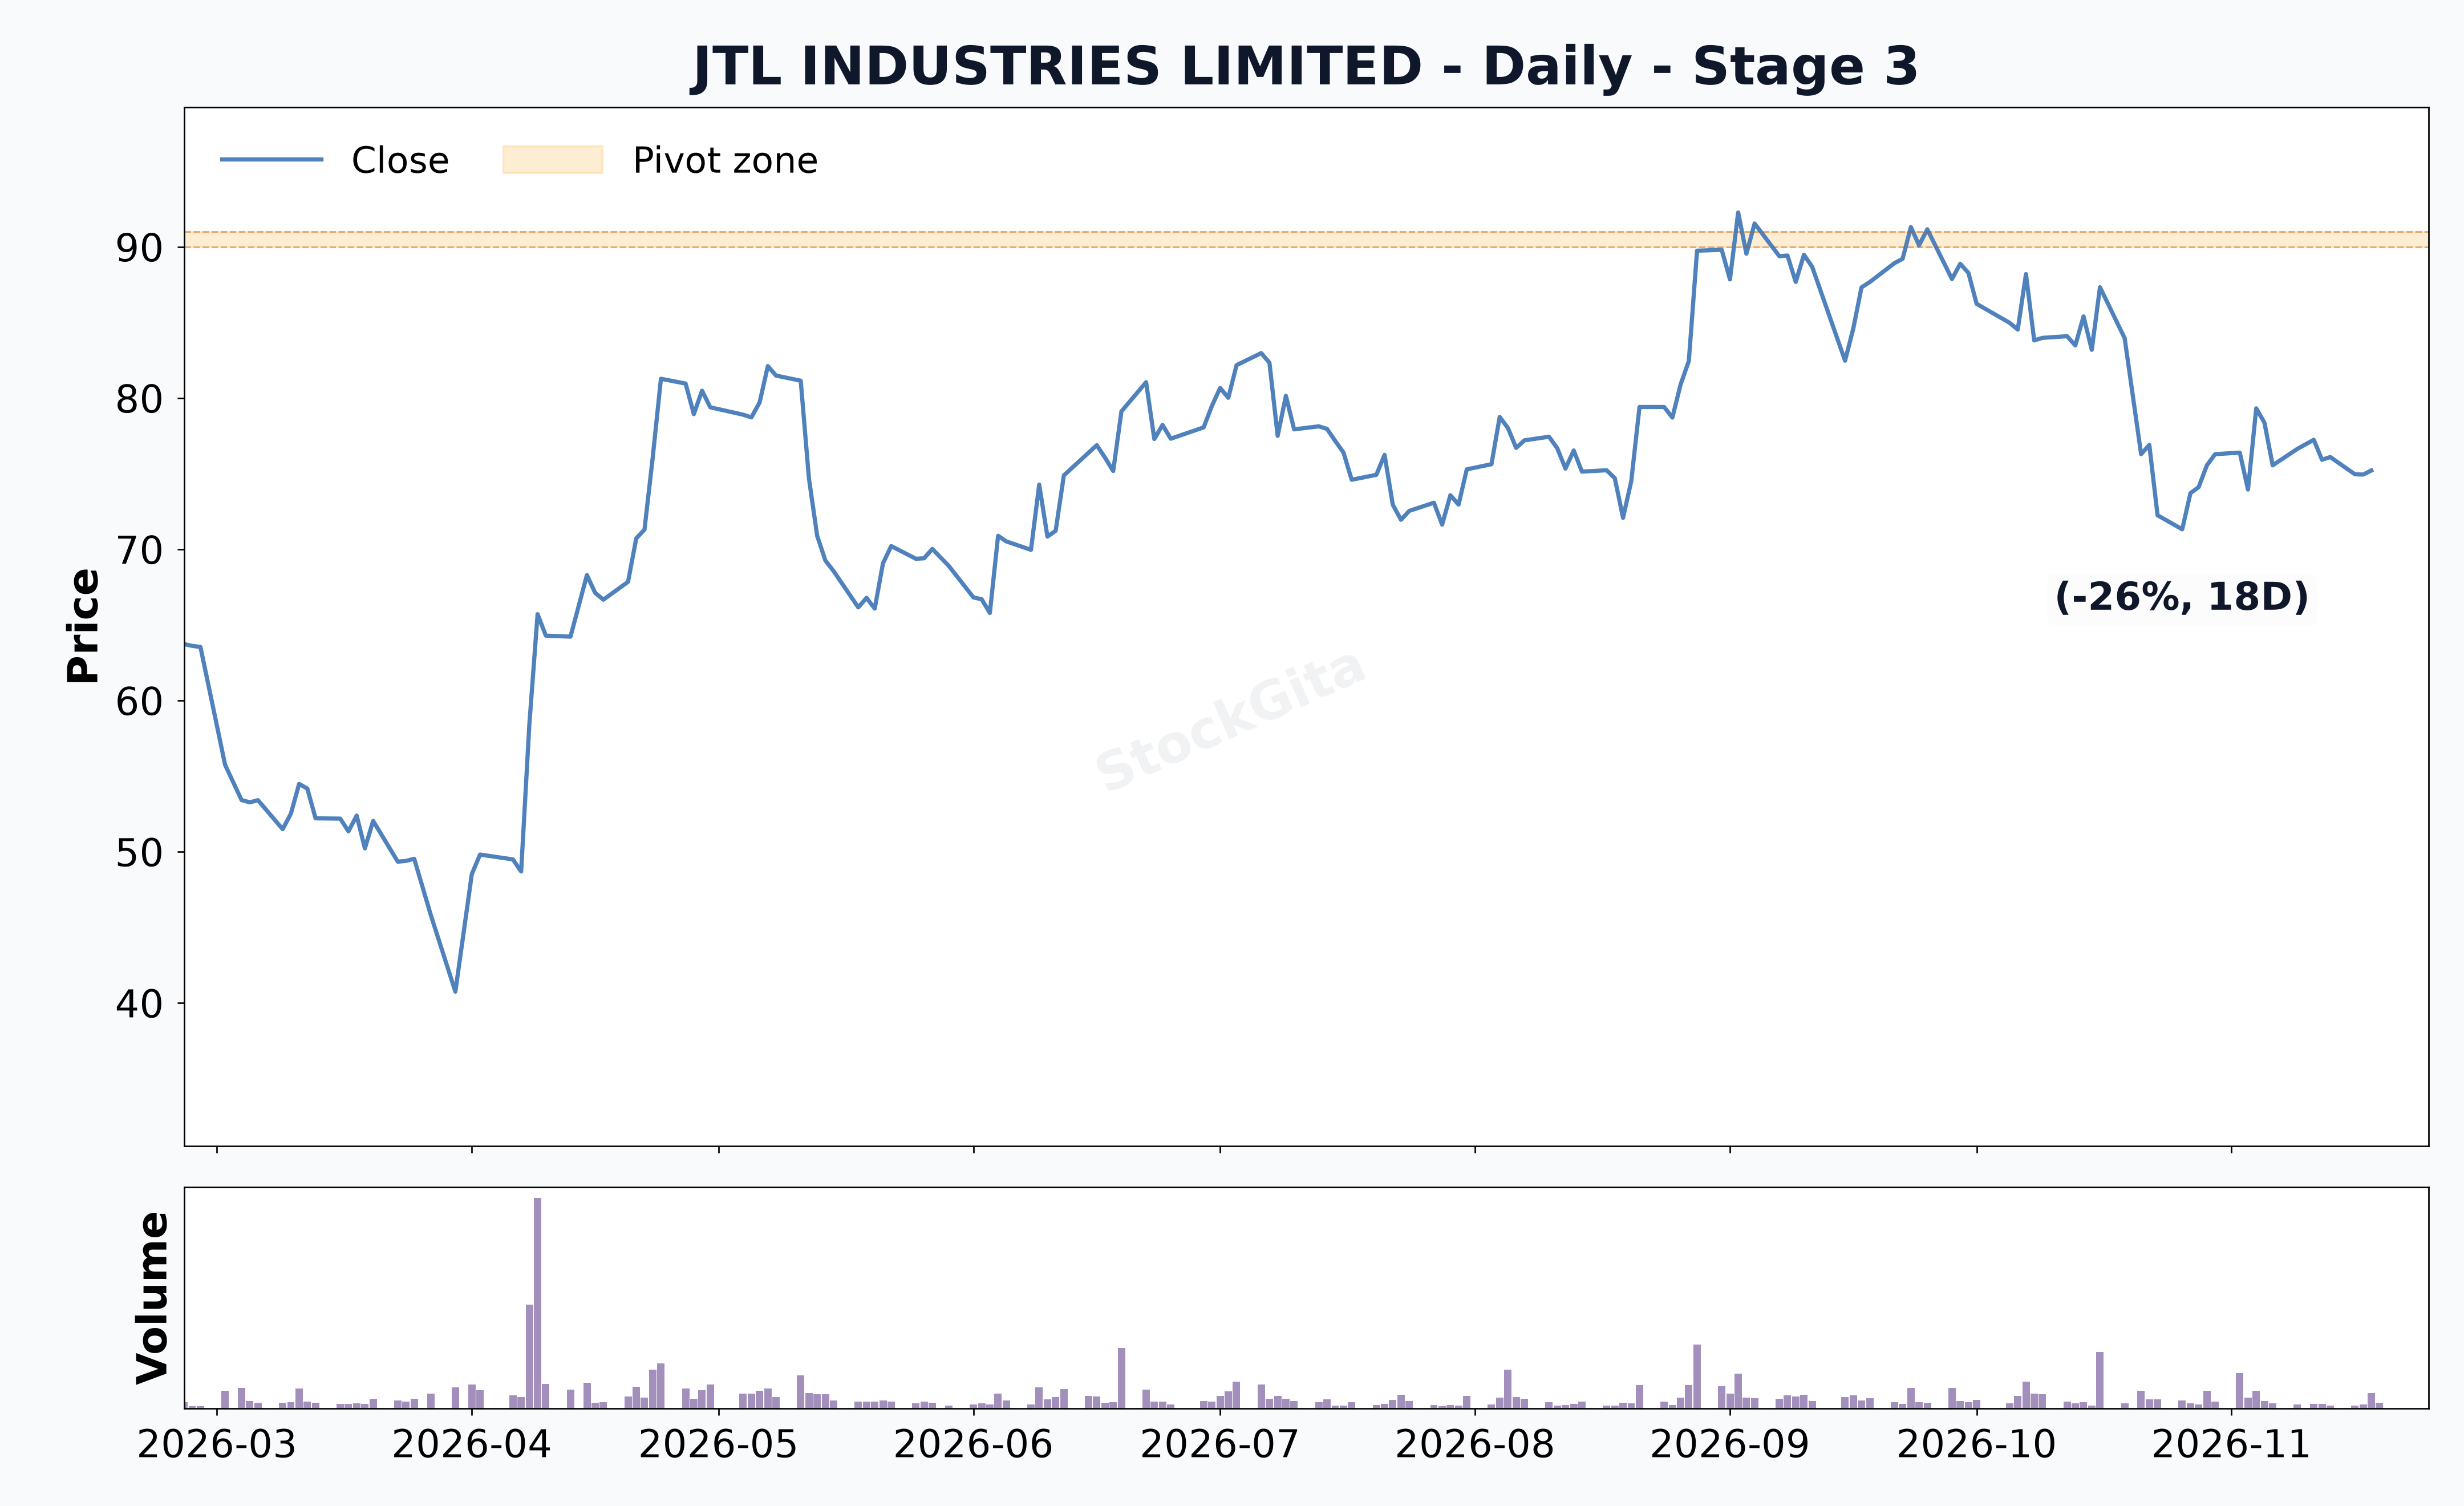 JTL INDUSTRIES LIMITED - Daily - Stage 3
Close
Pivot zone
90
80
70
60
50
40
Price
(-26%, 18D)
StockGita
Volume
2026-03
2026-04
2026-05
2026-06
2026-07
2026-08
2026-09
2026-10
2026-11